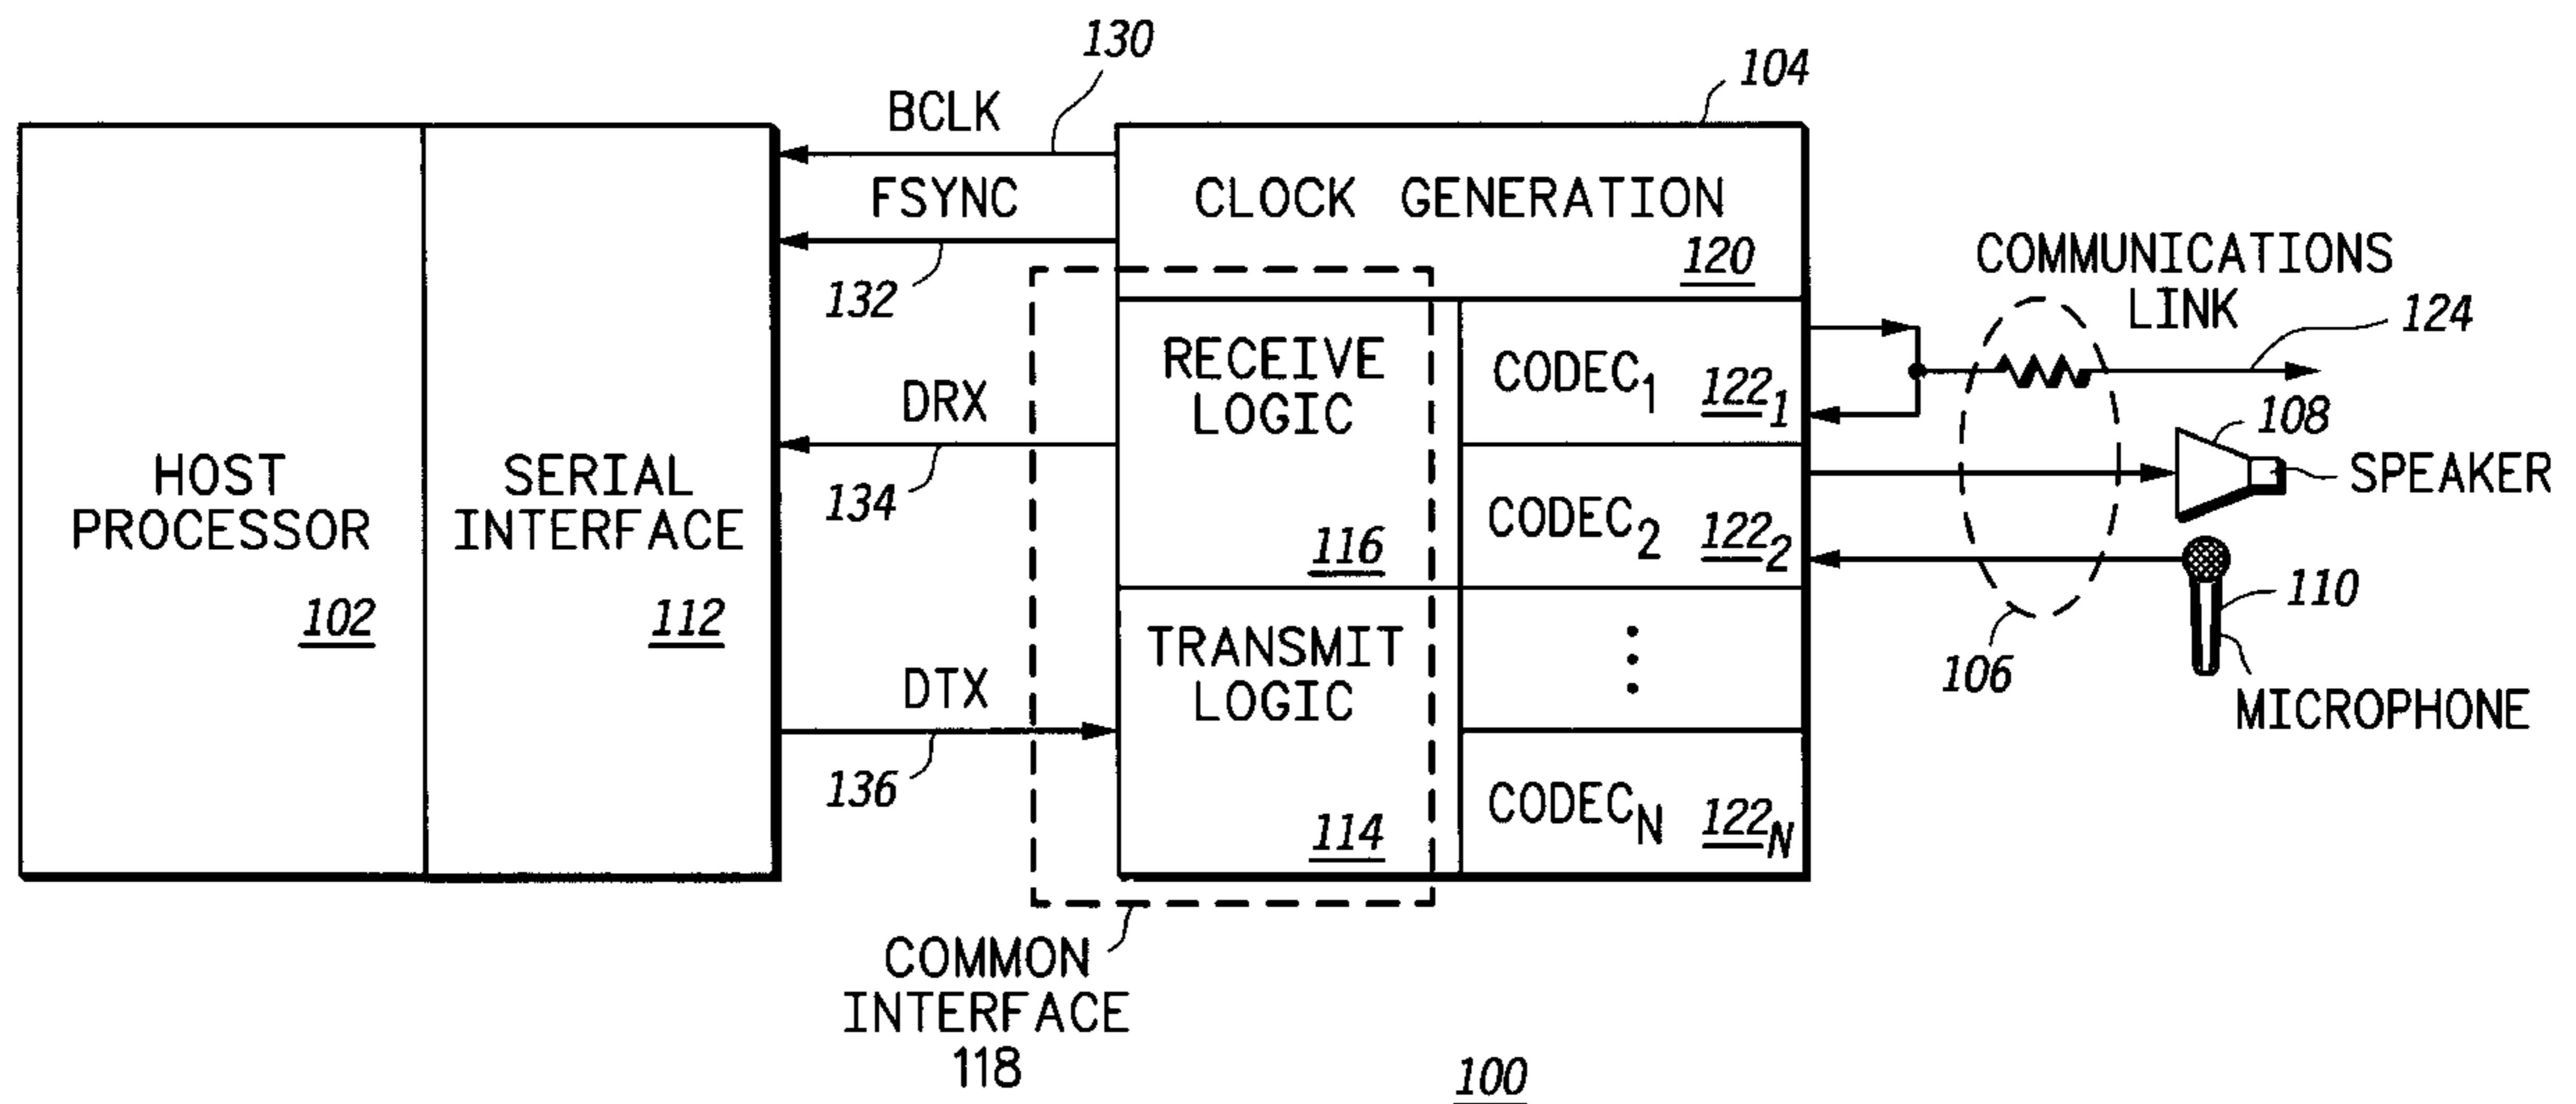 130
104
BCLK
FSYNC
CLOCK GENERATION
120
132
COMMUNICATIONS
LINK
124
RECEIVE
LOGIC
116
DRX
134
CODEC1
1221
108
SPEAKER
HOST
PROCESSOR
102
SERIAL
INTERFACE
112
CODEC2
1222
110
106
MICROPHONE
TRANSMIT
LOGIC
114
DTX
136
CODECN
122N
COMMON
INTERFACE
118
100